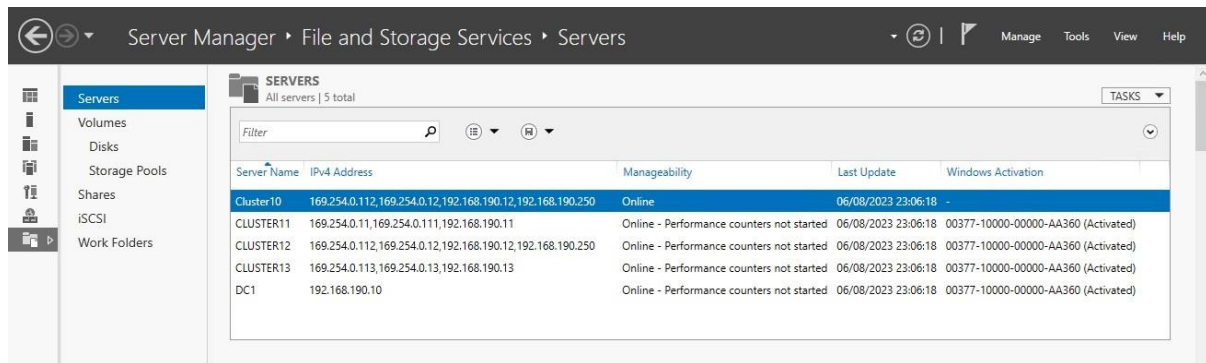 Server Manager ‣ File and Storage Services ‣ Servers
Manage Tools View Help
Servers
Volumes
Disks
Storage Pools
Shares
iSCSI
Work Folders
SERVERS
All servers | 5 total
TASKS
Filter
Server Name IPv4 Address Manageability Last Update Windows Activation
Cluster10 169.254.0.112,169.254.0.12,192.168.190.12,192.168.190.250 Online 06/08/2023 23:06:18 -
CLUSTER11 169.254.0.11,169.254.0.111,192.168.190.11 Online - Performance counters not started 06/08/2023 23:06:18 00377-10000-00000-AA360 (Activated)
CLUSTER12 169.254.0.112,169.254.0.12,192.168.190.12,192.168.190.250 Online - Performance counters not started 06/08/2023 23:06:18 00377-10000-00000-AA360 (Activated)
CLUSTER13 169.254.0.113,169.254.0.13,192.168.190.13 Online - Performance counters not started 06/08/2023 23:06:18 00377-10000-00000-AA360 (Activated)
DC1 192.168.190.10 Online - Performance counters not started 06/08/2023 23:06:18 00377-10000-00000-AA360 (Activated)